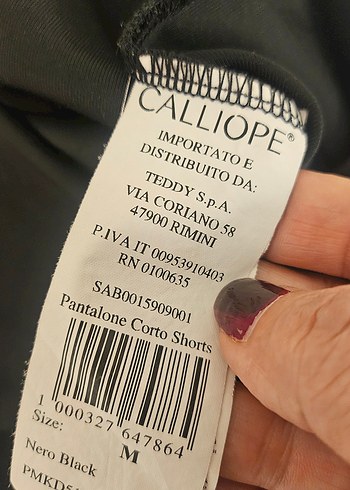 CALLIOPE®
IMPORTATO E
DISTRIBUITO DA:
TEDDY S.p.A.
VIA CORIANO 58
47900 RIMINI
P.IVA IT 00953910403
RN 0100635
SAB0015909001
Pantalone Corto Shorts
1 000327 647864
Size:
M
Nero Black